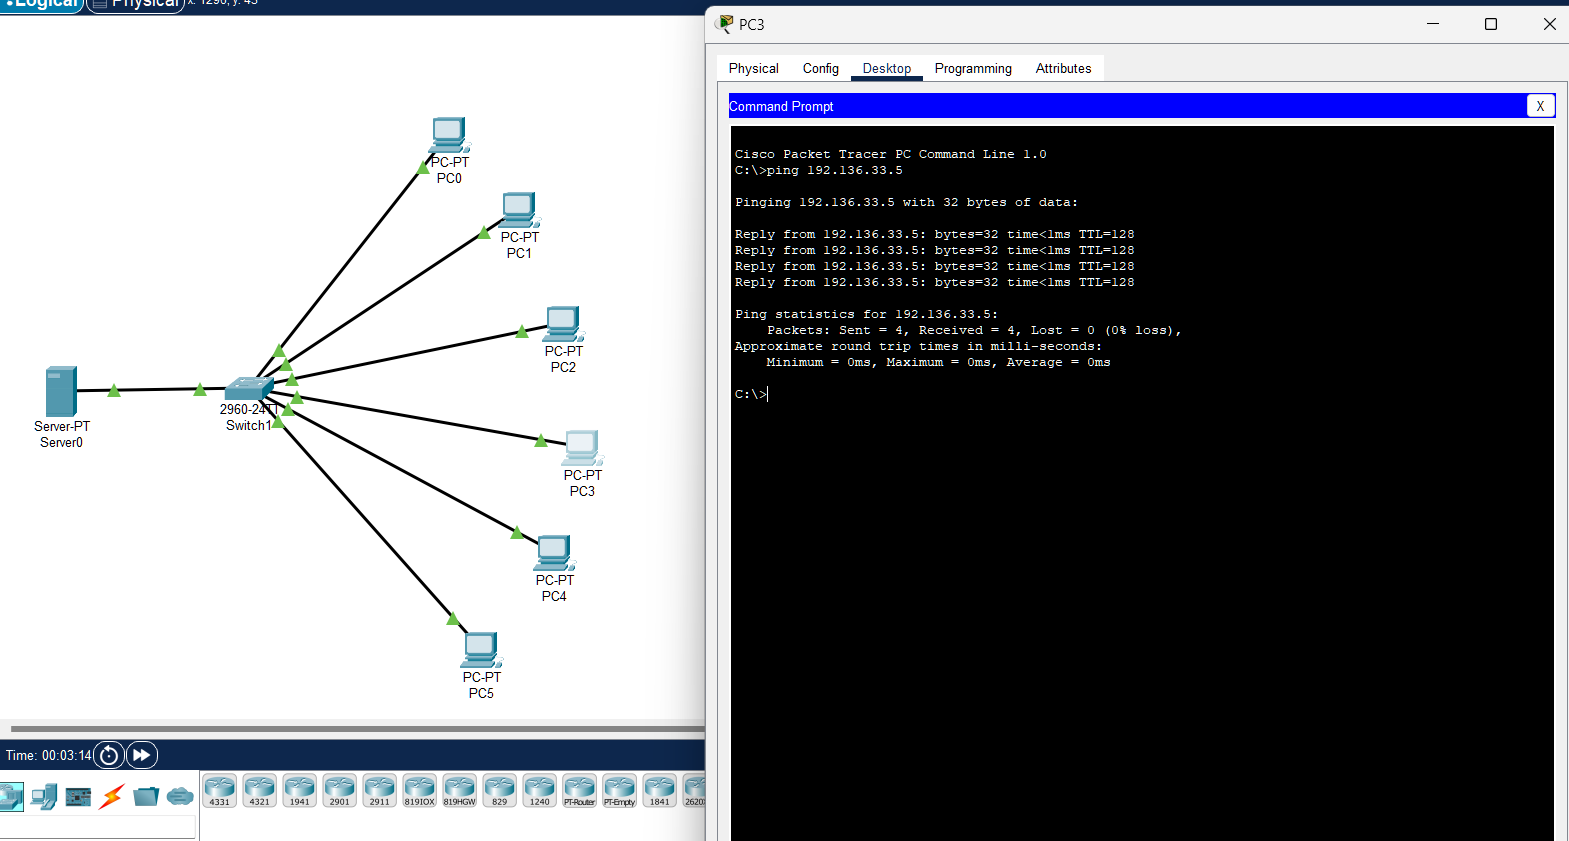 Logical
Physical
x: 1290, y: 43
PC-PT
PC0
PC-PT
PC1
PC-PT
PC2
Server-PT
Server0
2960-24TT
Switch1
PC-PT
PC3
PC-PT
PC4
PC-PT
PC5
Time: 00:03:14
4331
4321
1941
2901
2911
819IOX
819HGW
829
1240
PT-Router
PT-Empty
1841
PC3
Physical
Config
Desktop
Programming
Attributes
Command Prompt
X
Cisco Packet Tracer PC Command Line 1.0
C:\>ping 192.136.33.5
Pinging 192.136.33.5 with 32 bytes of data:
Reply from 192.136.33.5: bytes=32 time<1ms TTL=128
Reply from 192.136.33.5: bytes=32 time<1ms TTL=128
Reply from 192.136.33.5: bytes=32 time<1ms TTL=128
Reply from 192.136.33.5: bytes=32 time<1ms TTL=128
Ping statistics for 192.136.33.5:
Packets: Sent = 4, Received = 4, Lost = 0 (0% loss),
Approximate round trip times in milli-seconds:
Minimum = 0ms, Maximum = 0ms, Average = 0ms
C:\>